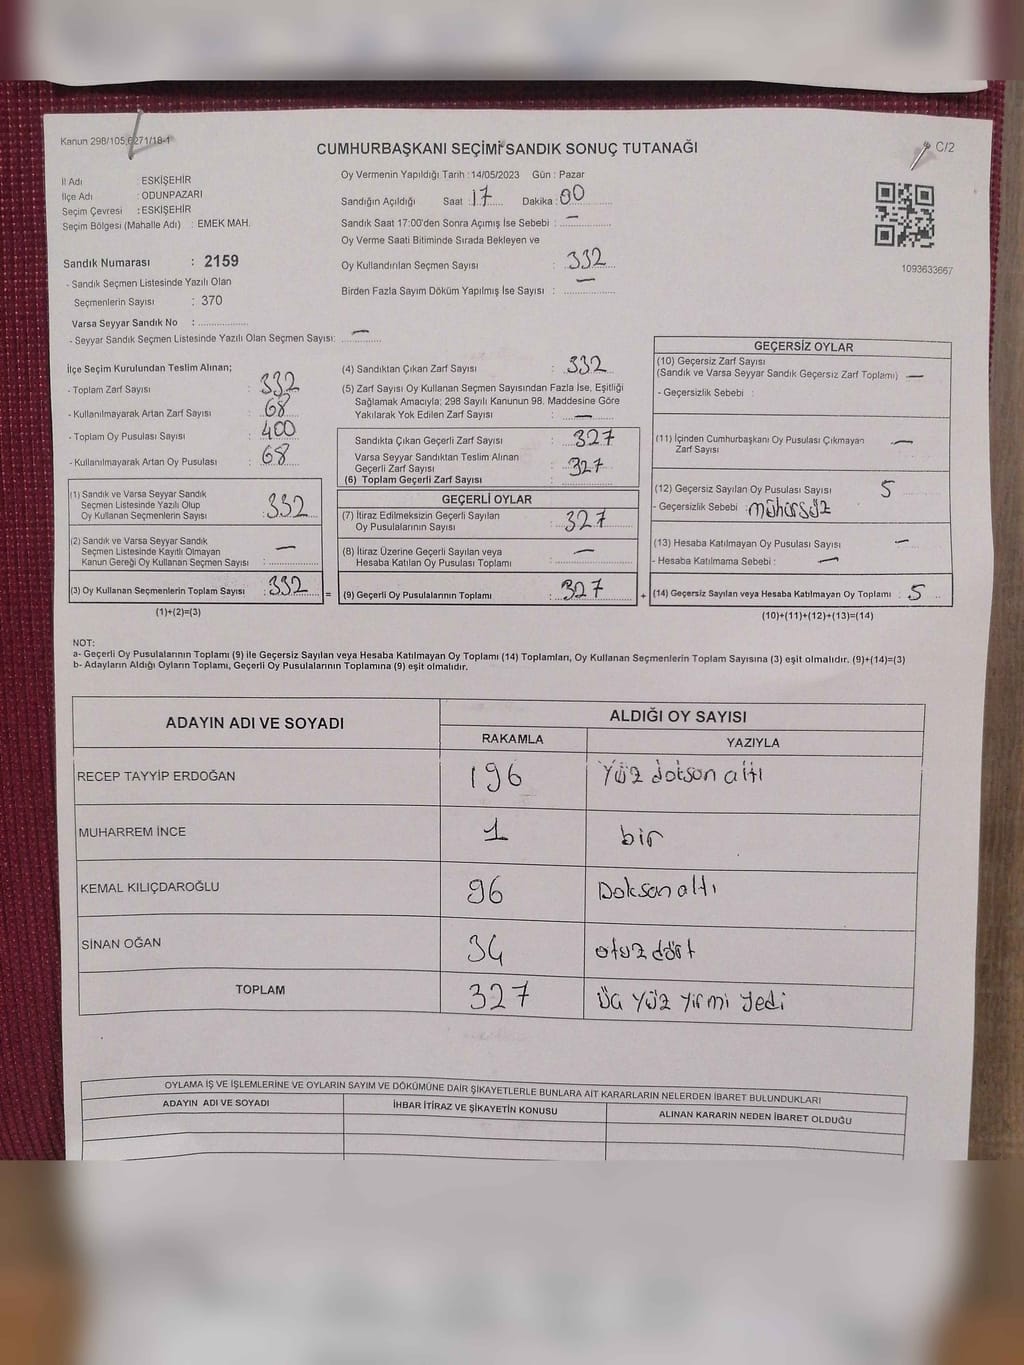 Kanun 298/105,6271/18-1
C/2
CUMHURBAŞKANI SEÇİMİ SANDIK SONUÇ TUTANAĞI
İl Adı : ESKİŞEHİR
İlçe Adı : ODUNPAZARI
Seçim Çevresi : ESKİŞEHİR
Seçim Bölgesi (Mahalle Adı) : EMEK MAH.
Sandık Numarası : 2159
- Sandık Seçmen Listesinde Yazılı Olan
Seçmenlerin Sayısı : 370
Varsa Seyyar Sandık No : ................
- Seyyar Sandık Seçmen Listesinde Yazılı Olan Seçmen Sayısı: —
Oy Vermenin Yapıldığı Tarih : 14/05/2023 Gün : Pazar
Sandığın Açıldığı Saat : 17 Dakika : 00
Sandık Saat 17:00'den Sonra Açımış İse Sebebi : —
Oy Verme Saati Bitiminde Sırada Bekleyen ve
Oy Kullandırılan Seçmen Sayısı : 332
Birden Fazla Sayım Döküm Yapılmış İse Sayısı : —
1093633667
İlçe Seçim Kurulundan Teslim Alınan;
- Toplam Zarf Sayısı : 332
- Kullanılmayarak Artan Zarf Sayısı : 68
- Toplam Oy Pusulası Sayısı : 400
- Kullanılmayarak Artan Oy Pusulası : 68
(1) Sandık ve Varsa Seyyar Sandık
Seçmen Listesinde Yazılı Olup
Oy Kullanan Seçmenlerin Sayısı : 332
(2) Sandık ve Varsa Seyyar Sandık
Seçmen Listesinde Kayıtlı Olmayan
Kanun Gereği Oy Kullanan Seçmen Sayısı : —
(3) Oy Kullanan Seçmenlerin Toplam Sayısı : 332
(1)+(2)=(3)
(4) Sandıktan Çıkan Zarf Sayısı : 332
(5) Zarf Sayısı Oy Kullanan Seçmen Sayısından Fazla İse, Eşitliği
Sağlamak Amacıyla; 298 Sayılı Kanunun 98. Maddesine Göre
Yakılarak Yok Edilen Zarf Sayısı : —
Sandıkta Çıkan Geçerli Zarf Sayısı : 327
Varsa Seyyar Sandıktan Teslim Alınan
Geçerli Zarf Sayısı : 327
(6) Toplam Geçerli Zarf Sayısı :
GEÇERLİ OYLAR
(7) İtiraz Edilmeksizin Geçerli Sayılan
Oy Pusulalarının Sayısı : 327
(8) İtiraz Üzerine Geçerli Sayılan veya
Hesaba Katılan Oy Pusulası Toplamı : —
= (9) Geçerli Oy Pusulalarının Toplamı : 327
GEÇERSİZ OYLAR
(10) Geçersiz Zarf Sayısı
(Sandık ve Varsa Seyyar Sandık Geçersiz Zarf Toplamı) —
- Geçersizlik Sebebi :
(11) İçinden Cumhurbaşkanı Oy Pusulası Çıkmayan
Zarf Sayısı —
(12) Geçersiz Sayılan Oy Pusulası Sayısı 5
- Geçersizlik Sebebi : mühürsüz
(13) Hesaba Katılmayan Oy Pusulası Sayısı —
- Hesaba Katılmama Sebebi : —
+ (14) Geçersiz Sayılan veya Hesaba Katılmayan Oy Toplamı : 5
(10)+(11)+(12)+(13)=(14)
NOT:
a- Geçerli Oy Pusulalarının Toplamı (9) ile Geçersiz Sayılan veya Hesaba Katılmayan Oy Toplamı (14) Toplamları, Oy Kullanan Seçmenlerin Toplam Sayısına (3) eşit olmalıdır. (9)+(14)=(3)
b- Adayların Aldığı Oyların Toplamı, Geçerli Oy Pusulalarının Toplamına (9) eşit olmalıdır.
ADAYIN ADI VE SOYADI
ALDIĞI OY SAYISI
RAKAMLA YAZIYLA
RECEP TAYYİP ERDOĞAN 196 Yüz doksan altı
MUHARREM İNCE 1 bir
KEMAL KILIÇDAROĞLU 96 Doksan altı
SİNAN OĞAN 34 otuz dört
TOPLAM 327 üç yüz yirmi yedi
OYLAMA İŞ VE İŞLEMLERİNE VE OYLARIN SAYIM VE DÖKÜMÜNE DAİR ŞİKAYETLERLE BUNLARA AİT KARARLARIN NELERDEN İBARET BULUNDUKLARI
ADAYIN ADI VE SOYADI İHBAR İTİRAZ VE ŞİKAYETİN KONUSU ALINAN KARARIN NEDEN İBARET OLDUĞU